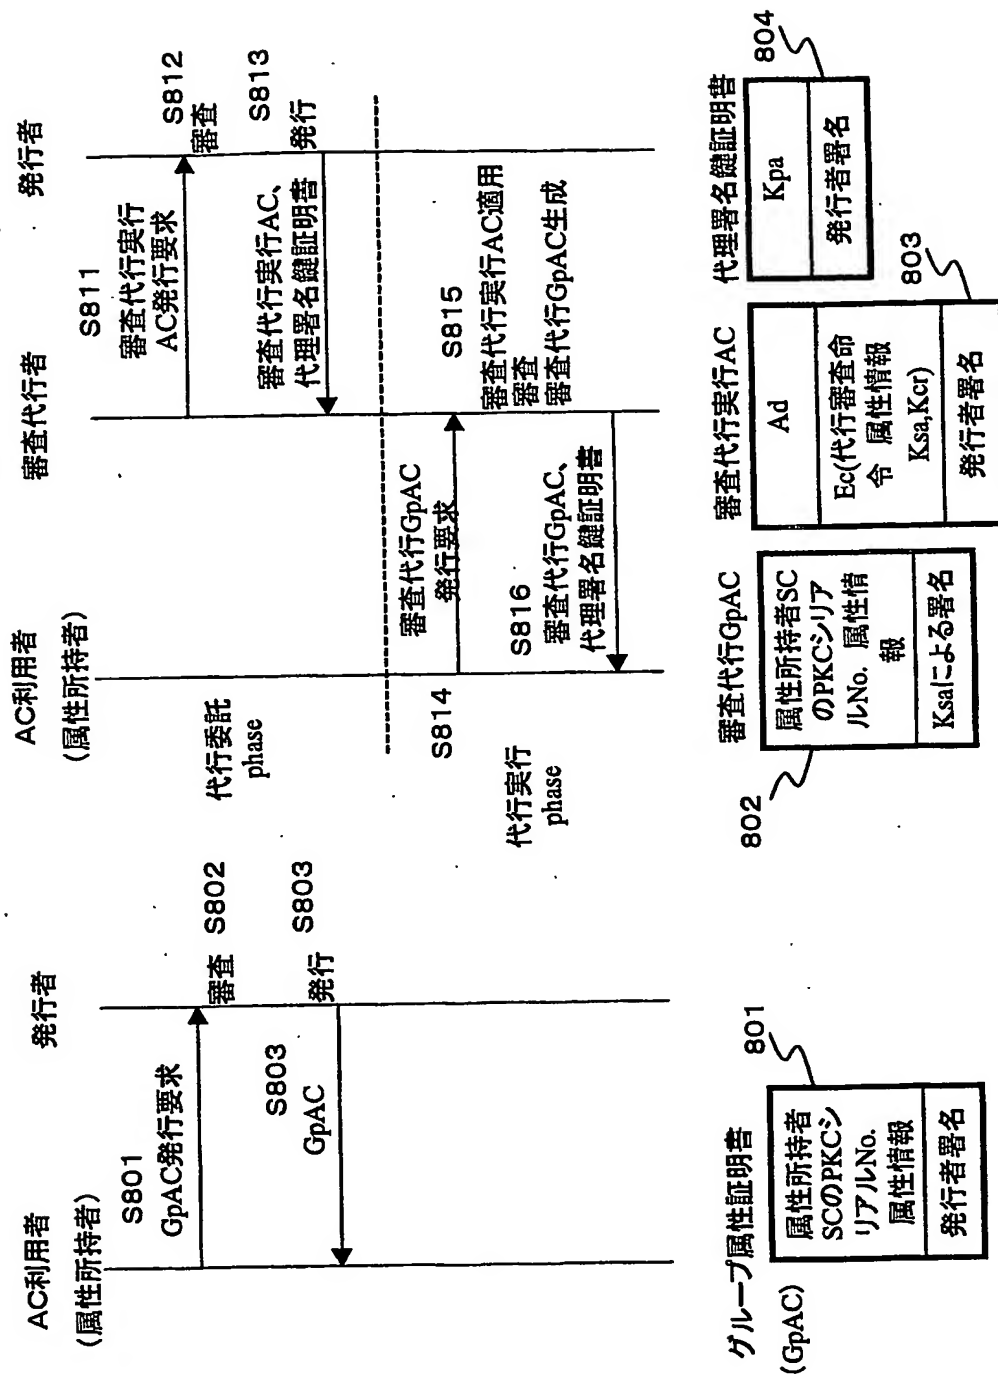 AC利用者
(属性所持者)
発行者
S801
GpAC発行要求
審査 S802
発行 S803
S803
GpAC
AC利用者
(属性所持者)
審査代行者
発行者
代行委託
phase
S811
審査代行実行
AC発行要求
S812
審査
S813
発行
審査代行実行AC、
代理署名鍵証明書
代行実行
phase
S814
審査代行GpAC
発行要求
S815
審査代行実行AC適用
審査
審査代行GpAC生成
S816
審査代行GpAC、
代理署名鍵証明書
グループ属性証明書
(GpAC)
801
属性所持者
SCのPKCシ
リアルNo.
属性情報
発行者署名
審査代行GpAC
802
属性所持者SC
のPKCシリア
ルNo. 属性情
報
Ksaによる署名
審査代行実行AC
803
Ad
Ec(代行審査命
令 属性情報
Ksa,Kcr)
発行者署名
代理署名鍵証明書
804
Kpa
発行者署名